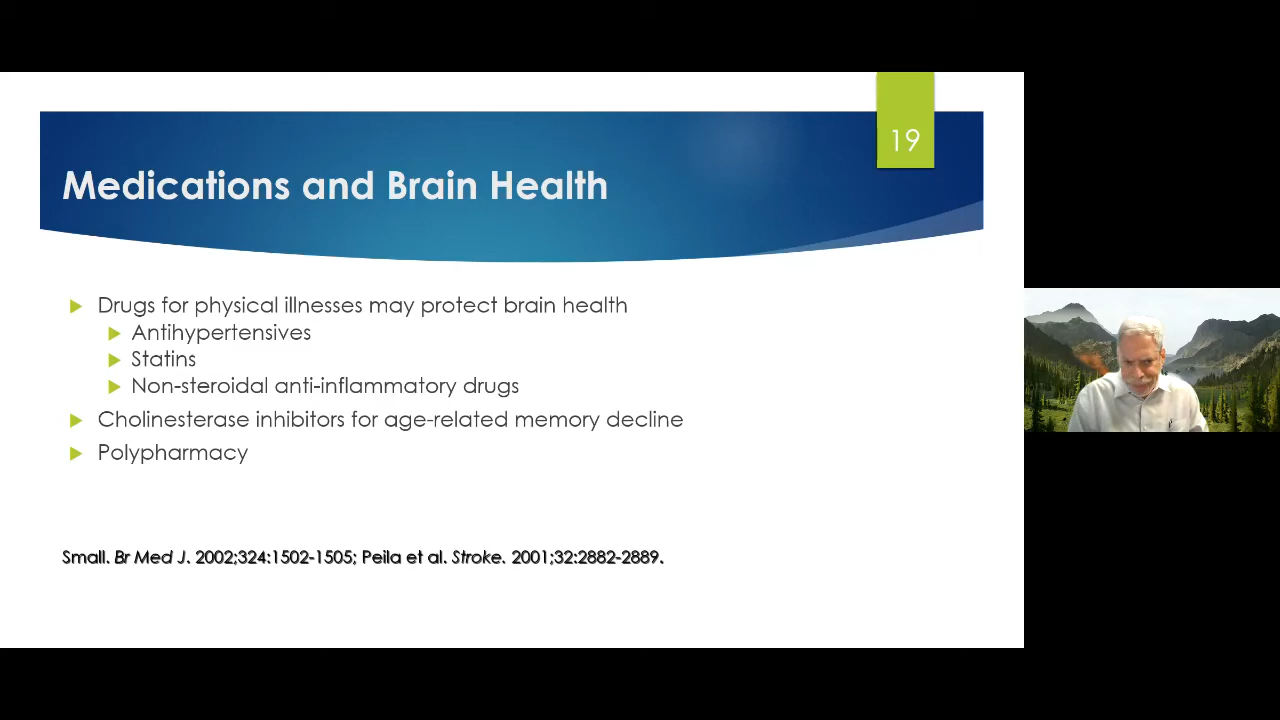 19
Medications and Brain Health
Drugs for physical illnesses may protect brain health
Antihypertensives
Statins
Non-steroidal anti-inflammatory drugs
Cholinesterase inhibitors for age-related memory decline
Polypharmacy
Small. Br Med J. 2002;324:1502-1505; Peila et al. Stroke. 2001;32:2882-2889.